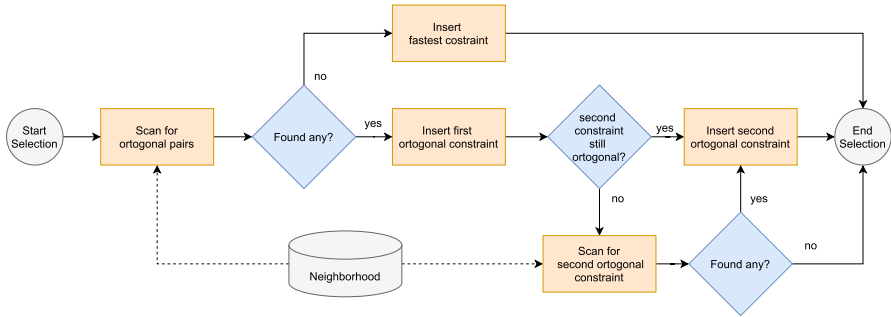 Insert
fastest costraint
no
Start
Selection
Scan for
ortogonal pairs
Found any?
yes
Insert first
ortogonal constraint
second
constraint
still
ortogonal?
yes
Insert second
ortogonal constraint
End
Selection
no
yes
Neighborhood
Scan for
second ortogonal
constraint
Found any?
no